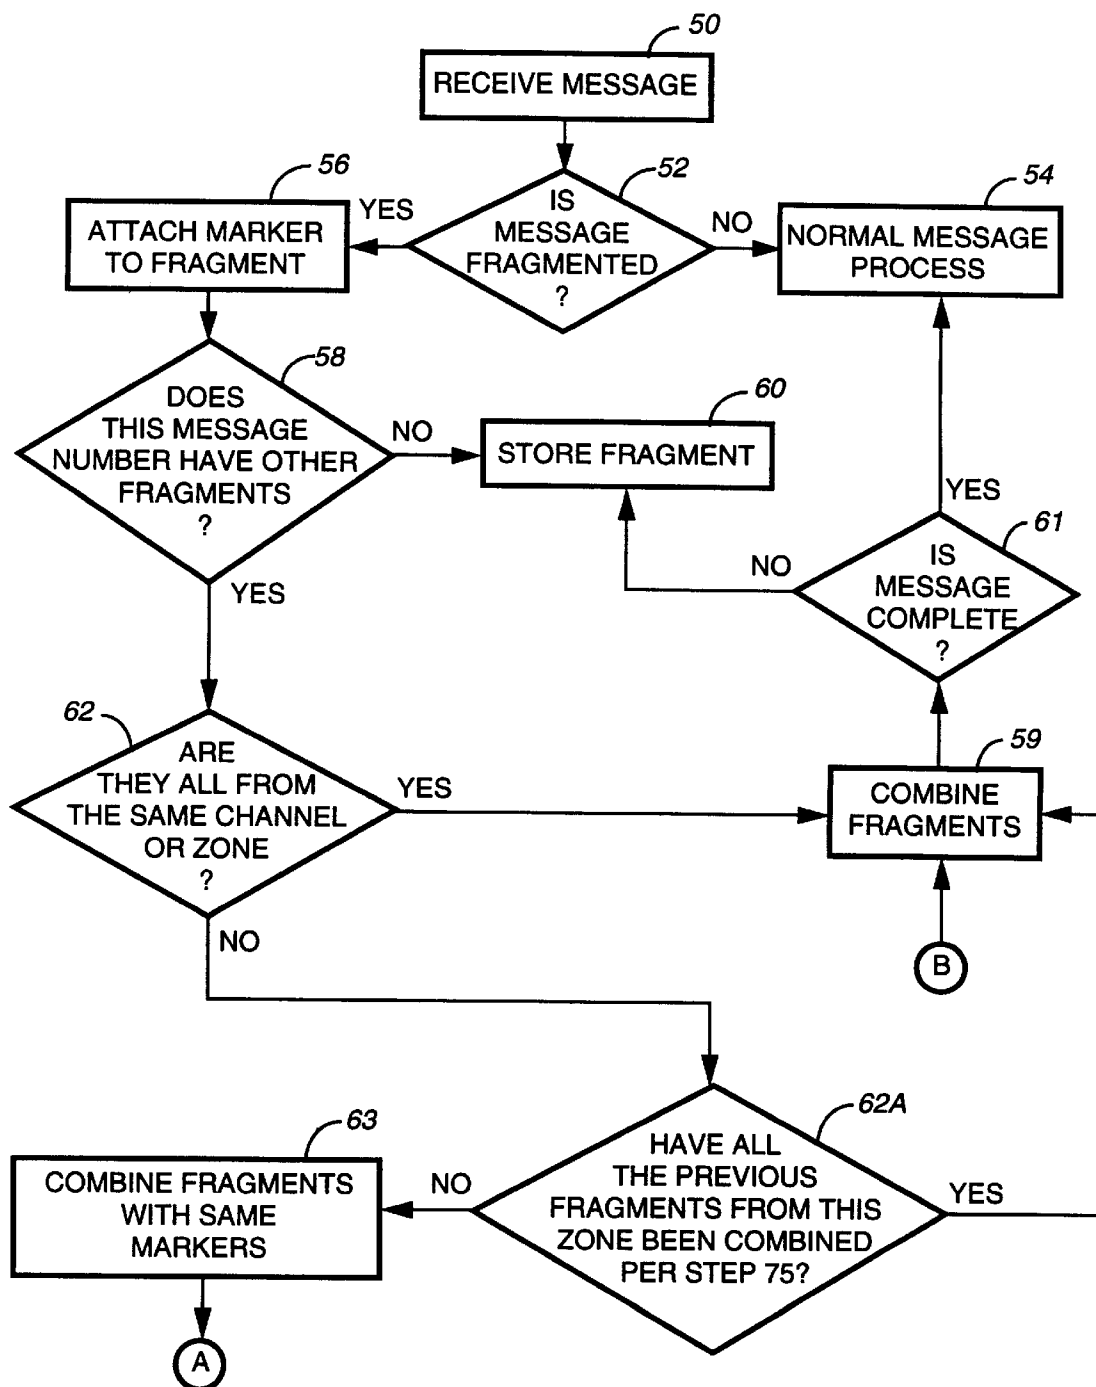 50
RECEIVE MESSAGE
56
52
54
YES
IS
MESSAGE
FRAGMENTED
?
NO
ATTACH MARKER
TO FRAGMENT
NORMAL MESSAGE
PROCESS
58
DOES
THIS MESSAGE
NUMBER HAVE OTHER
FRAGMENTS
?
NO
60
STORE FRAGMENT
YES
61
IS
MESSAGE
COMPLETE
?
NO
YES
62
ARE
THEY ALL FROM
THE SAME CHANNEL
OR ZONE
?
YES
59
COMBINE
FRAGMENTS
NO
B
62A
HAVE ALL
THE PREVIOUS
FRAGMENTS FROM THIS
ZONE BEEN COMBINED
PER STEP 75?
NO
YES
63
COMBINE FRAGMENTS
WITH SAME
MARKERS
A